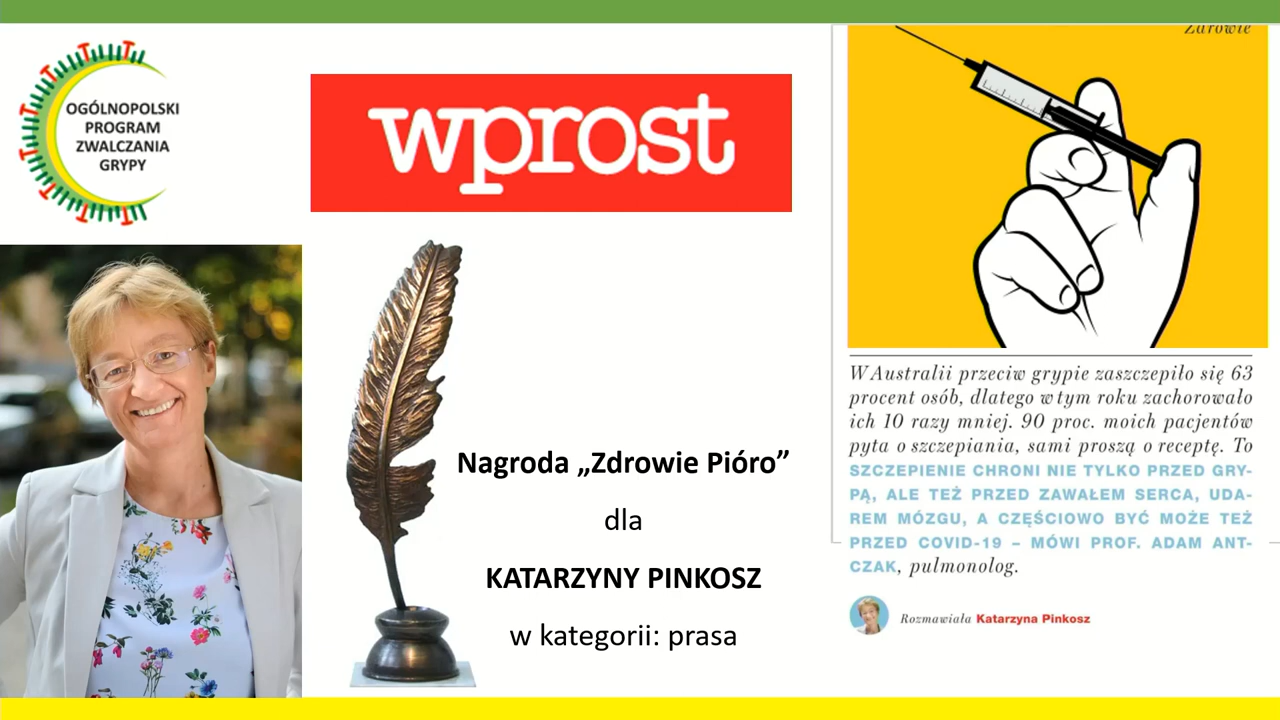 OGÓLNOPOLSKI
PROGRAM
ZWALCZANIA
GRYPY
wprost
Nagroda „Zdrowie Pióro”
dla
KATARZYNY PINKOSZ
w kategorii: prasa
Zdrowie
W Australii przeciw grypie zaszczepiło się 63
procent osób, dlatego w tym roku zachorowało
ich 10 razy mniej. 90 proc. moich pacjentów
pyta o szczepiania, sami proszą o receptę. To
SZCZEPIENIE CHRONI NIE TYLKO PRZED GRY-
PĄ, ALE TEŻ PRZED ZAWAŁEM SERCA, UDA-
REM MÓZGU, A CZĘŚCIOWO BYĆ MOŻE TEŻ
PRZED COVID-19 – MÓWI PROF. ADAM ANT-
CZAK, pulmonolog.
Rozmawiała Katarzyna Pinkosz